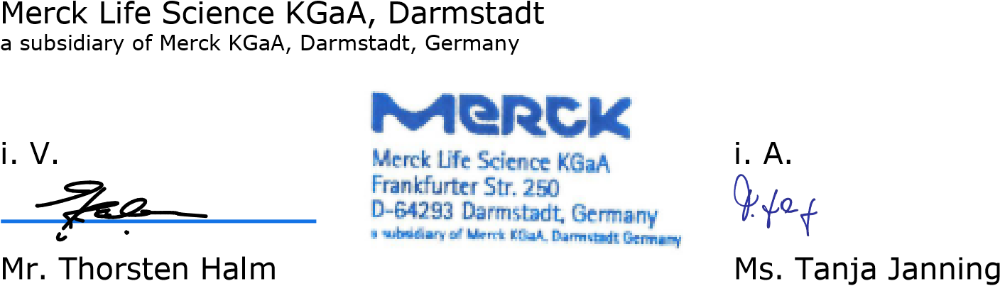 Merck Life Science KGaA, Darmstadt
a subsidiary of Merck KGaA, Darmstadt, Germany
i. V.
MERCK
Merck Life Science KGaA
Frankfurter Str. 250
D-64293 Darmstadt, Germany
a subsidiary of Merck KGaA, Darmstadt Germany
i. A.
Mr. Thorsten Halm
Ms. Tanja Janning